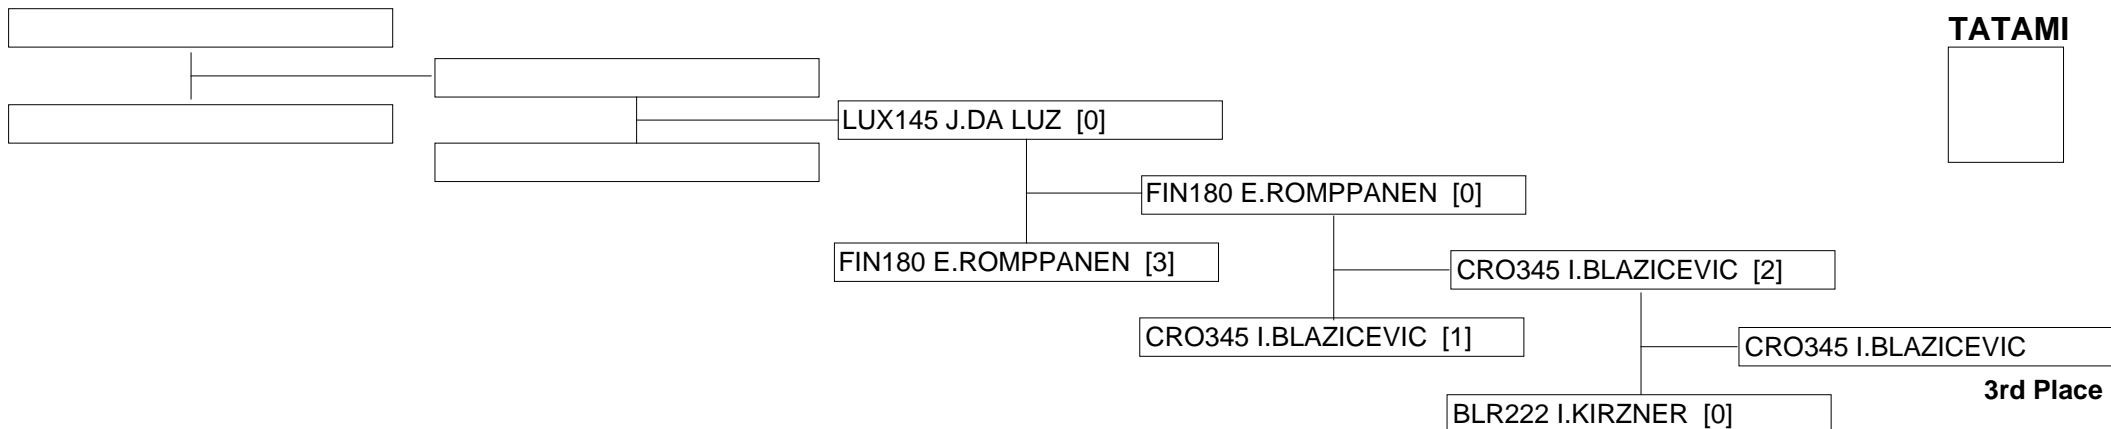 TATAMI
LUX145 J.DA LUZ [0]
FIN180 E.ROMPPANEN [0]
FIN180 E.ROMPPANEN [3]
CRO345 I.BLAZICEVIC [2]
CRO345 I.BLAZICEVIC [1]
CRO345 I.BLAZICEVIC
3rd Place
BLR222 I.KIRZNER [0]